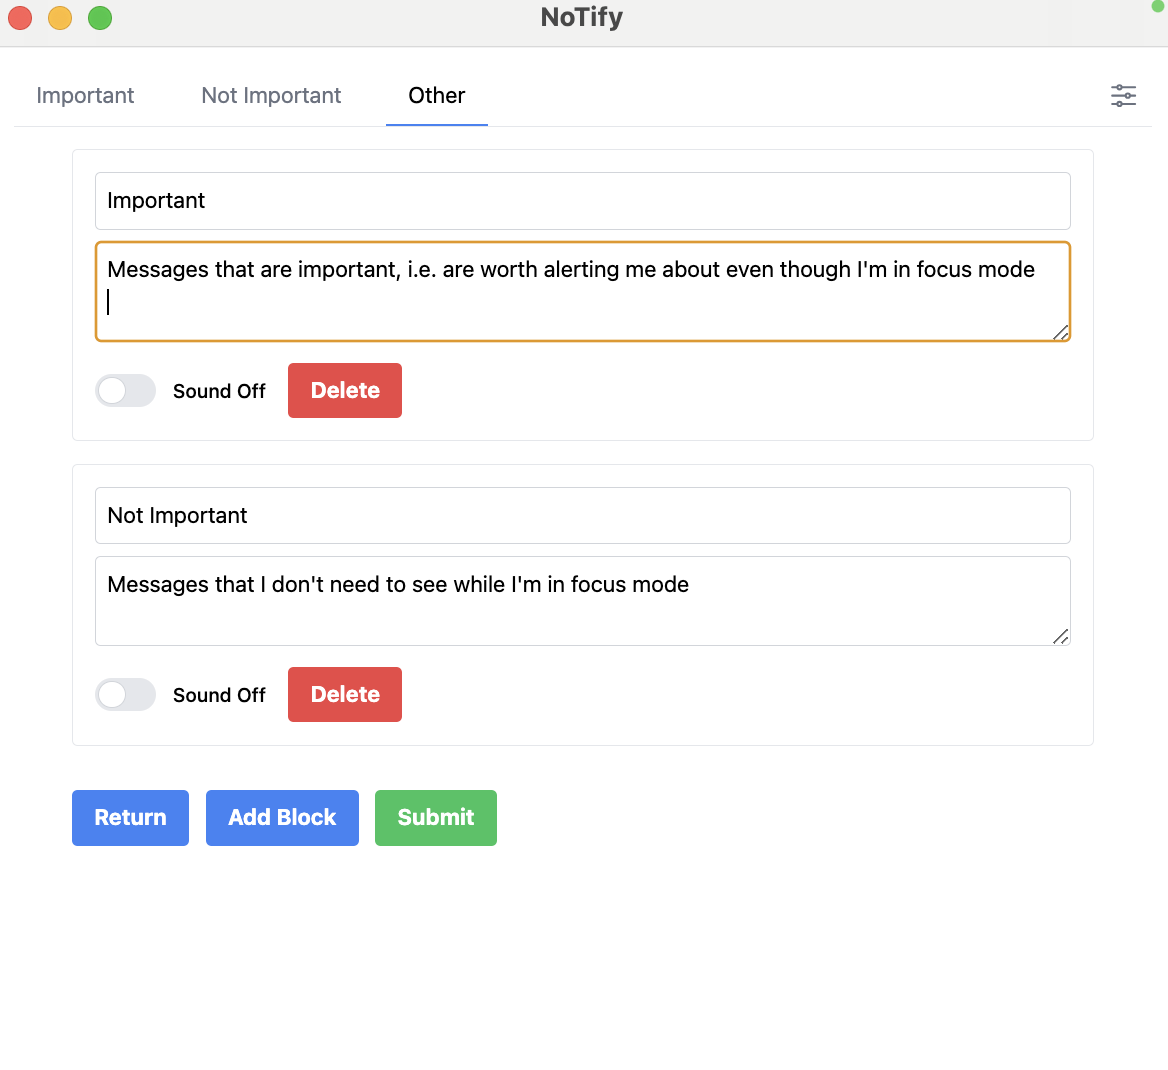 NoTify
Important
Not Important
Other
Important
Messages that are important, i.e. are worth alerting me about even though I'm in focus mode
Sound Off
Delete
Not Important
Messages that I don't need to see while I'm in focus mode
Sound Off
Delete
Return
Add Block
Submit